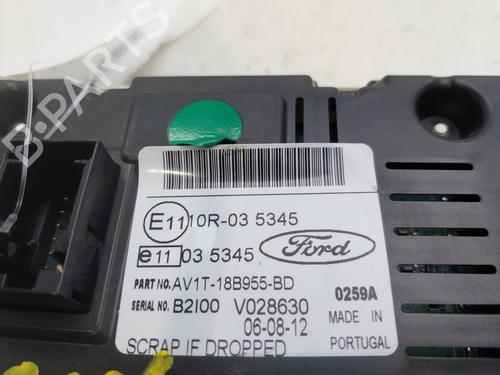 B-PARTS
E11 10R-03 5345
e11 03 5345
Ford
PART NO. AV1T-18B955-BD
SERIAL NO. B2I00 V028630
0259A
06-08-12
MADE IN
PORTUGAL
SCRAP IF DROPPED